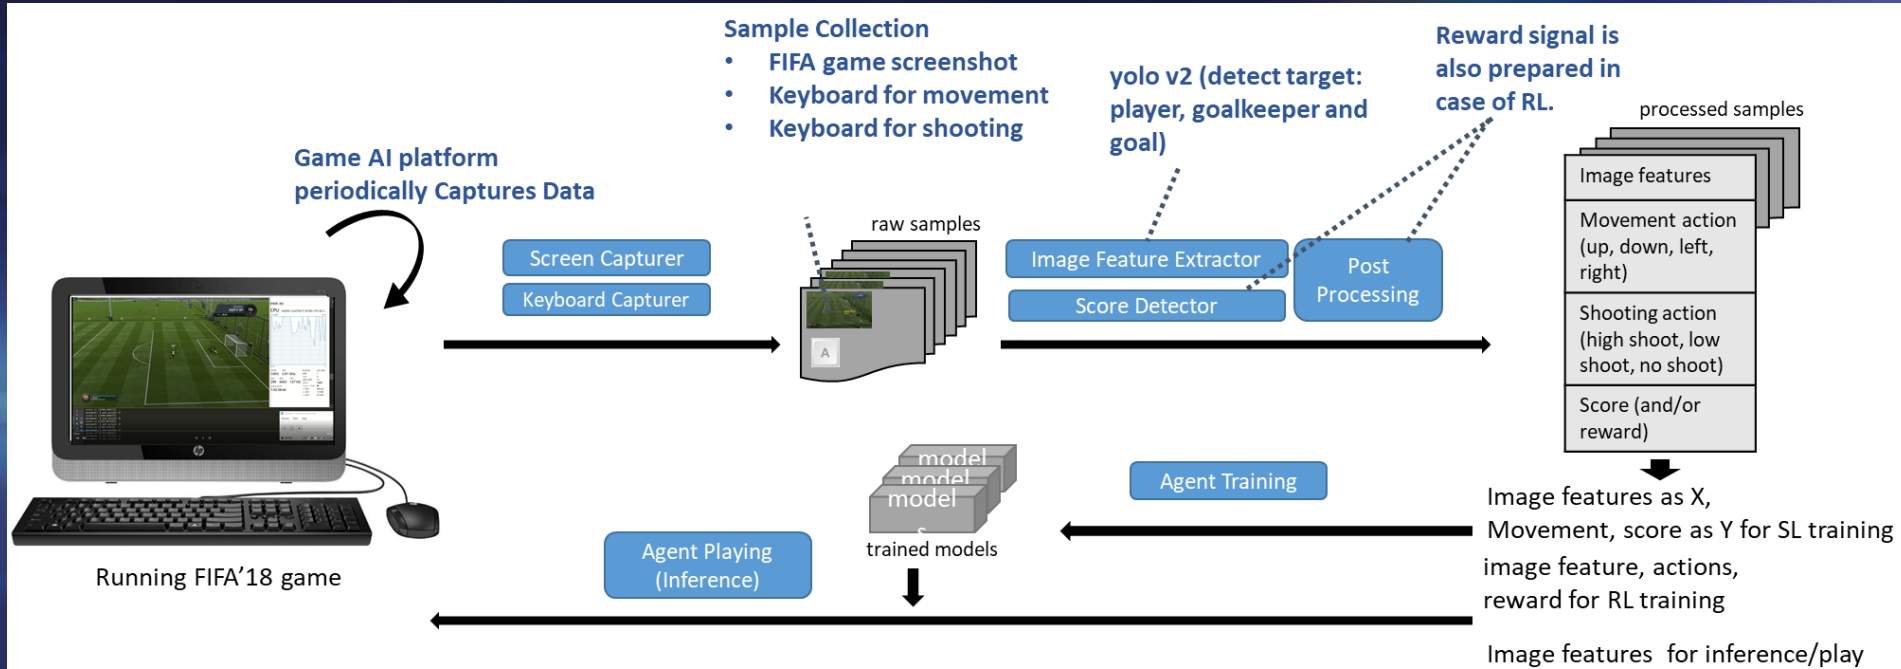 Sample Collection
• FIFA game screenshot
• Keyboard for movement
• Keyboard for shooting
yolo v2 (detect target:
player, goalkeeper and
goal)
Reward signal is
also prepared in
case of RL.
Game AI platform
periodically Captures Data
processed samples
Image features
Movement action
(up, down, left,
right)
Shooting action
(high shoot, low
shoot, no shoot)
Score (and/or
reward)
raw samples
A
Screen Capturer
Keyboard Capturer
Image Feature Extractor
Score Detector
Post
Processing
CPU
hp
Running FIFA'18 game
model
model
model
s
trained models
Agent Training
Agent Playing
(Inference)
Image features as X,
Movement, score as Y for SL training
image feature, actions,
reward for RL training
Image features for inference/play